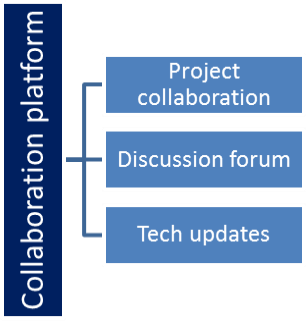 Collaboration platform
Project
collaboration
Discussion forum
Tech updates